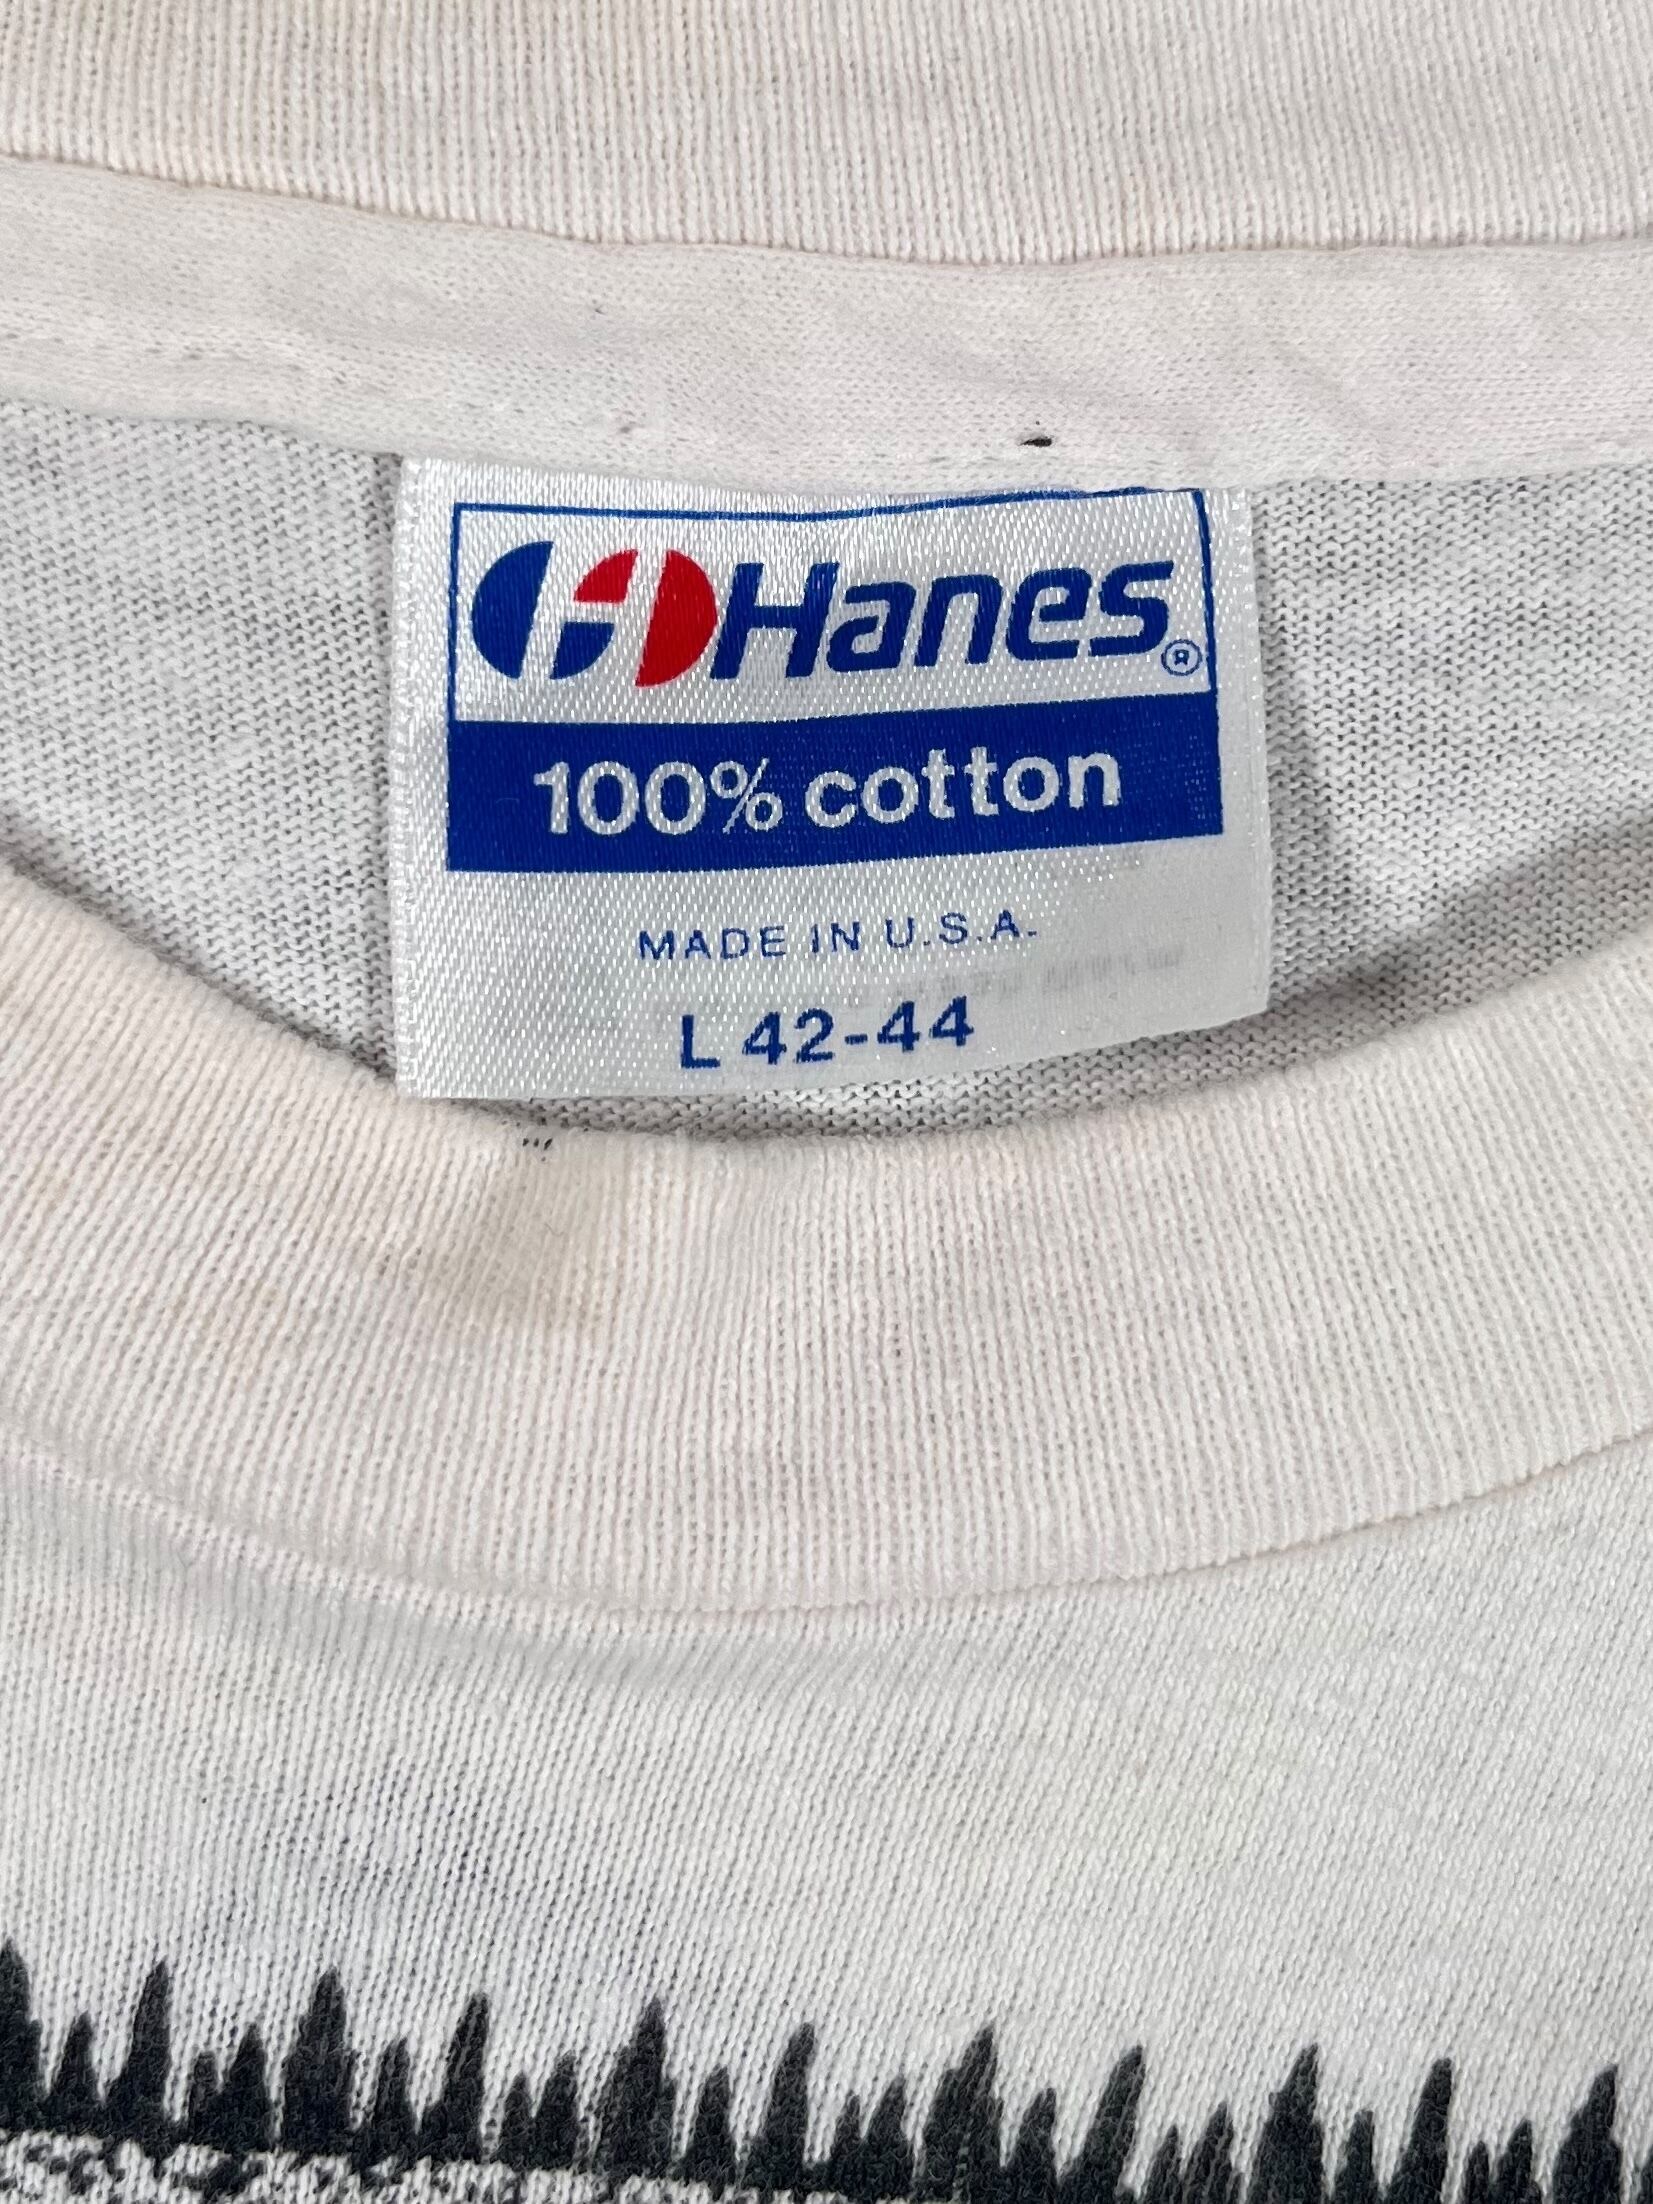 Hanes®
100% cotton
MADE IN U.S.A.
L 42-44